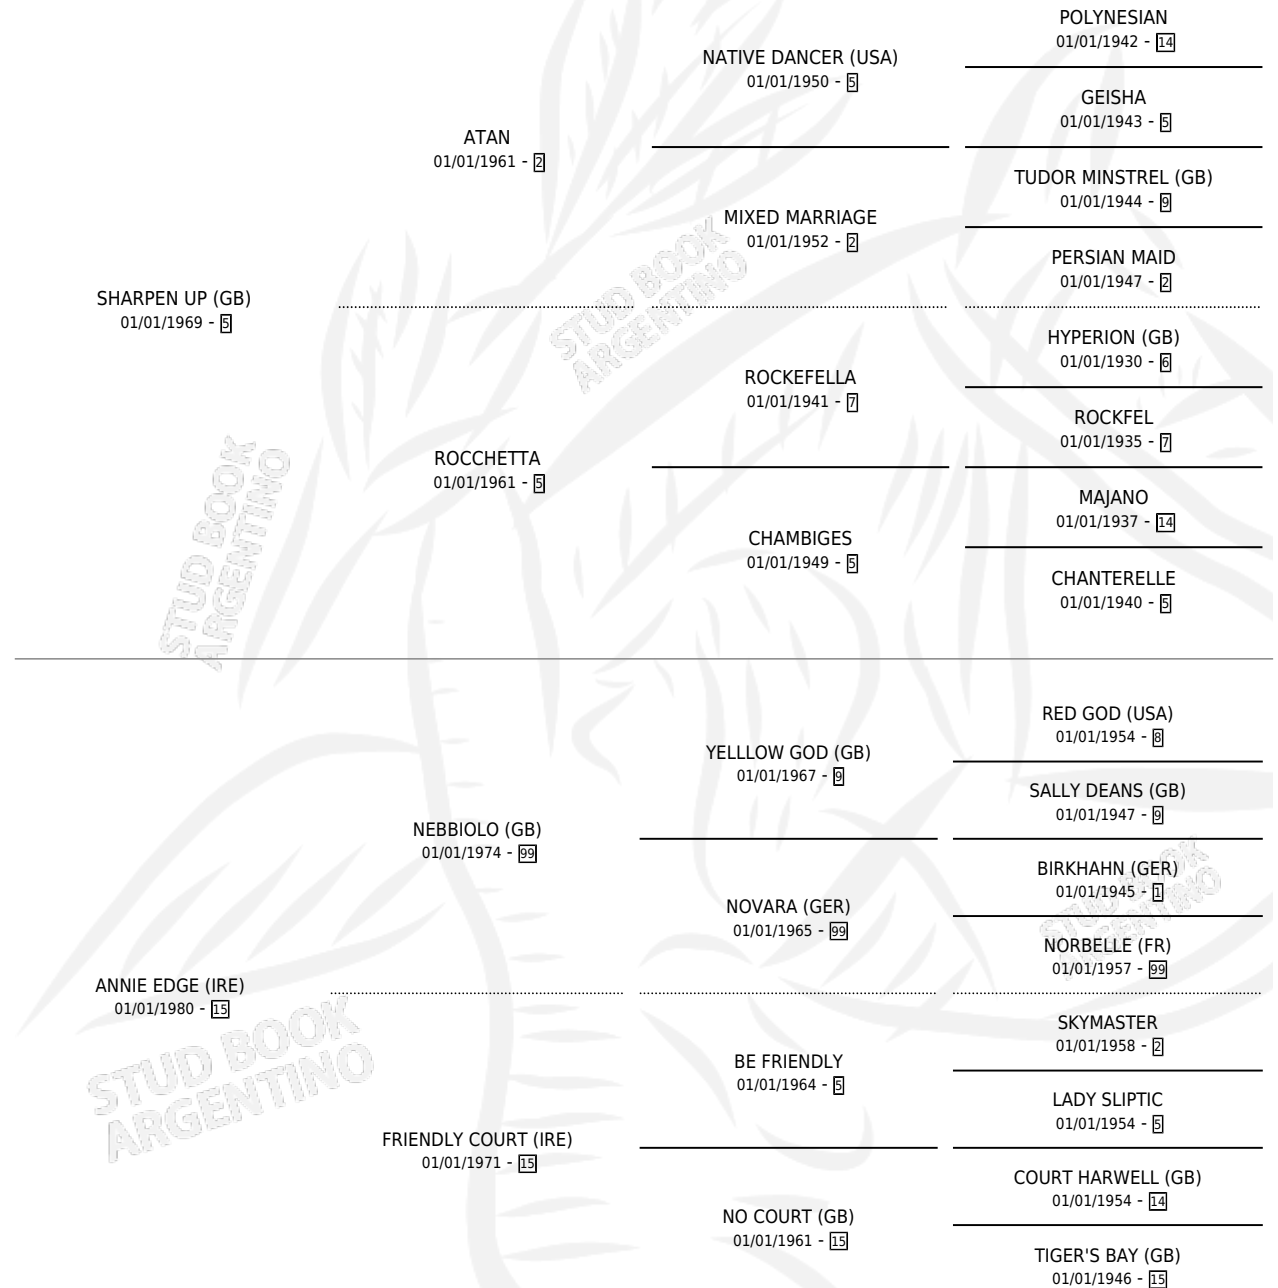 POLYNESIAN
01/01/1942 - 14
NATIVE DANCER (USA)
01/01/1950 - 5
GEISHA
01/01/1943 - 5
ATAN
01/01/1961 - 2
TUDOR MINSTREL (GB)
01/01/1944 - 9
MIXED MARRIAGE
01/01/1952 - 2
PERSIAN MAID
01/01/1947 - 2
SHARPEN UP (GB)
01/01/1969 - 5
HYPERION (GB)
01/01/1930 - 6
ROCKEFELLA
01/01/1941 - 7
ROCKFEL
01/01/1935 - 7
ROCCHETTA
01/01/1961 - 5
MAJANO
01/01/1937 - 14
CHAMBIGES
01/01/1949 - 5
CHANTERELLE
01/01/1940 - 5
RED GOD (USA)
01/01/1954 - 8
YELLLOW GOD (GB)
01/01/1967 - 9
SALLY DEANS (GB)
01/01/1947 - 9
NEBBIOLO (GB)
01/01/1974 - 99
BIRKHAHN (GER)
01/01/1945 - 1
NOVARA (GER)
01/01/1965 - 99
NORBELLE (FR)
01/01/1957 - 99
ANNIE EDGE (IRE)
01/01/1980 - 15
SKYMASTER
01/01/1958 - 2
BE FRIENDLY
01/01/1964 - 5
LADY SLIPTIC
01/01/1954 - 5
FRIENDLY COURT (IRE)
01/01/1971 - 15
COURT HARWELL (GB)
01/01/1954 - 14
NO COURT (GB)
01/01/1961 - 15
TIGER'S BAY (GB)
01/01/1946 - 15
STUD BOOK
ARGENTINO
STUD BOOK
ARGENTINO
STUD BOOK
ARGENTINO
STUD BOOK
ARGENTINO